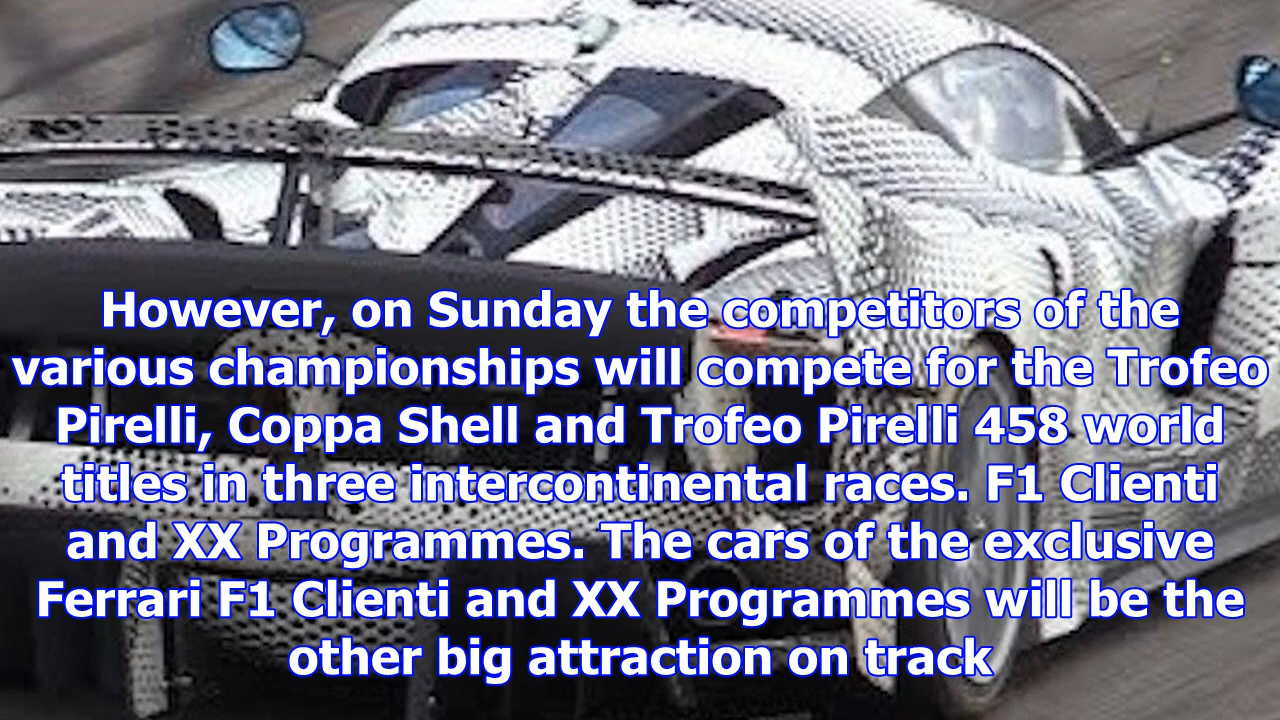 However, on Sunday the competitors of the
various championships will compete for the Trofeo
Pirelli, Coppa Shell and Trofeo Pirelli 458 world
titles in three intercontinental races. F1 Clienti
and XX Programmes. The cars of the exclusive
Ferrari F1 Clienti and XX Programmes will be the
other big attraction on track